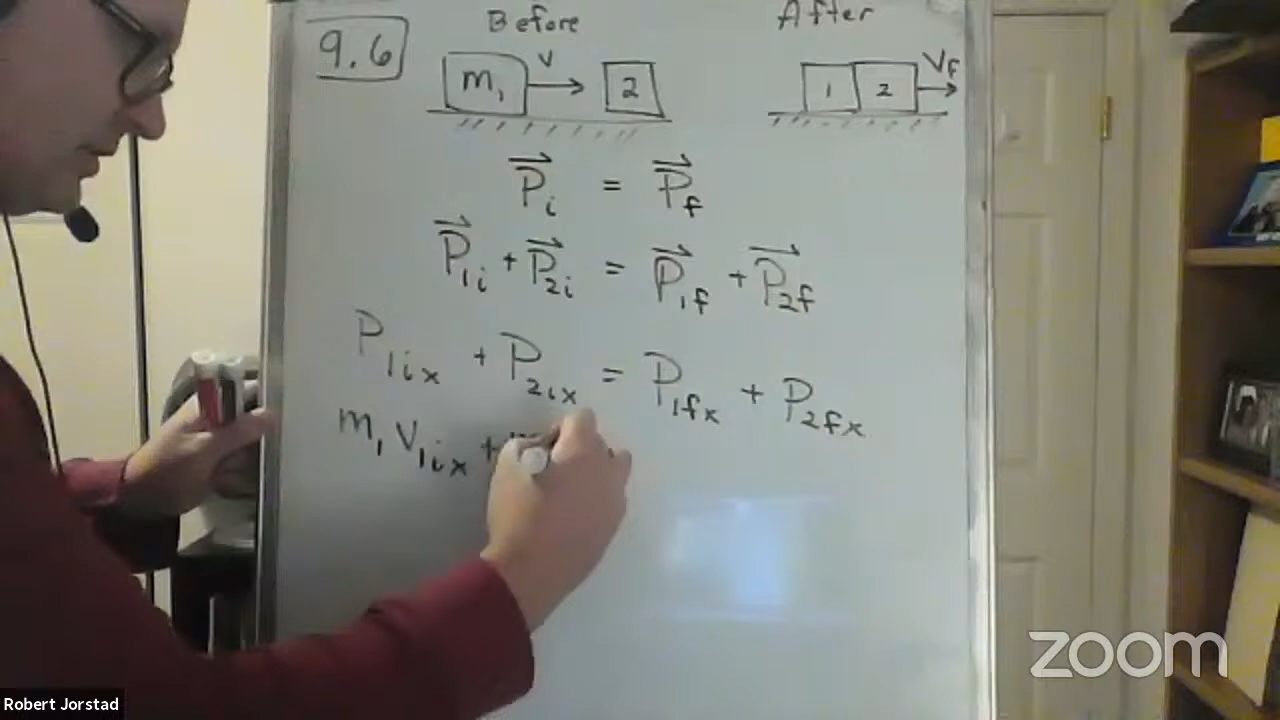 Before
After
9.6
m₁ v 2
1 2 Vf
P⃗i = P⃗f
P⃗1i + P⃗2i = P⃗1f + P⃗2f
P1ix + P2ix = P1fx + P2fx
m₁ V1ix +
zoom
Robert Jorstad